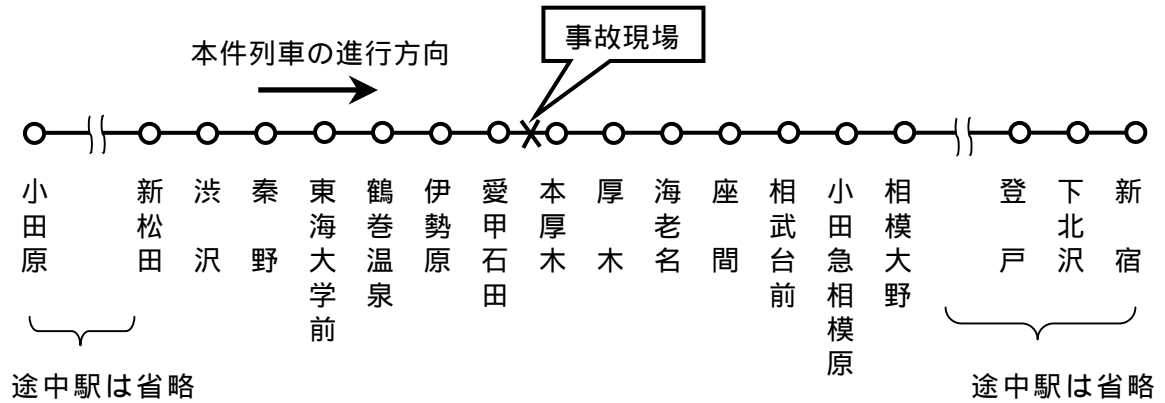 事故現場
本件列車の進行方向
小田原
新松田
渋沢
秦野
東海大学前
鶴巻温泉
伊勢原
愛甲石田
本厚木
厚木
海老名
座間
相武台前
小田急相模原
相模大野
登戸
下北沢
新宿
途中駅は省略
途中駅は省略